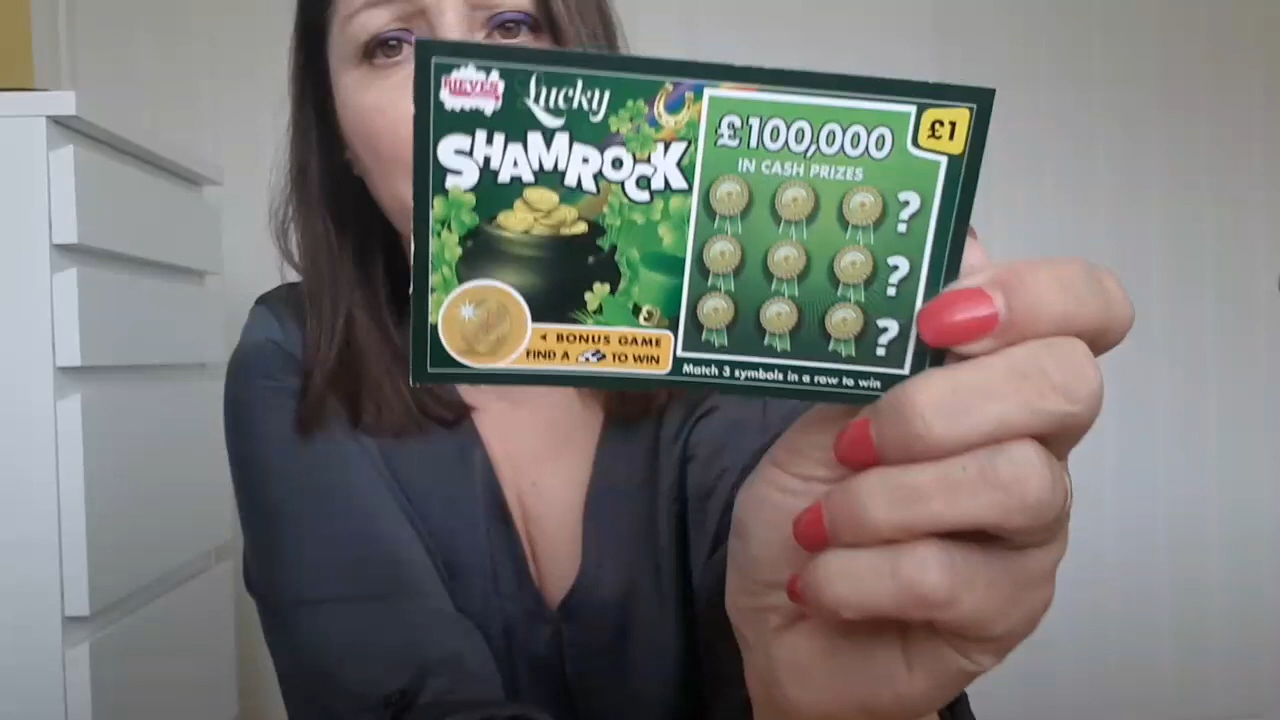 Lucky
SHAMROCK
◄ BONUS GAME
FIND A TO WIN
£100,000
IN CASH PRIZES
£1
?
?
?
Match 3 symbols in a row to win